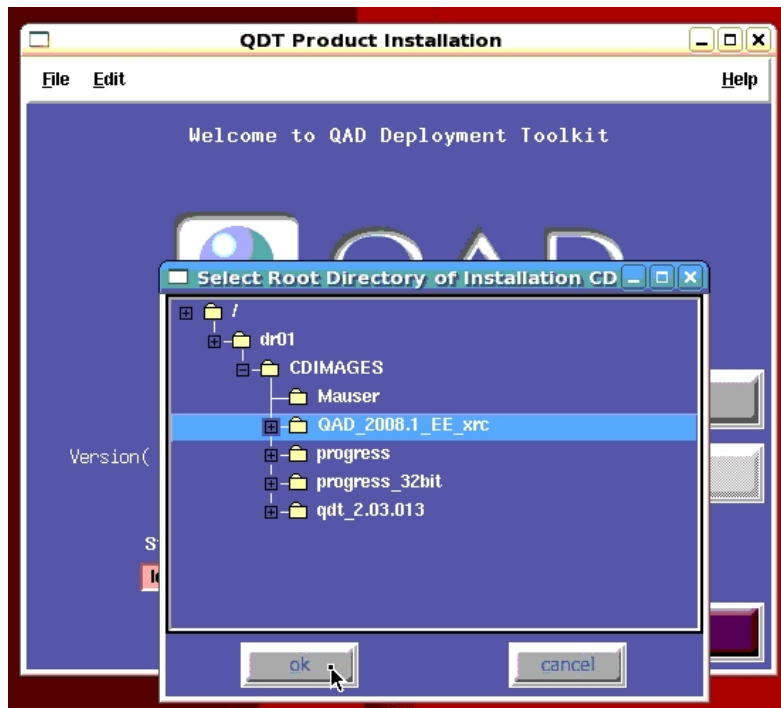 QDT Product Installation
File Edit Help
Welcome to QAD Deployment Toolkit
QAD
Select Root Directory of Installation CD
/
dr01
CDIMAGES
Mauser
QAD_2008.1_EE_xrc
progress
progress_32bit
qdt_2.03.013
Version(
ok cancel